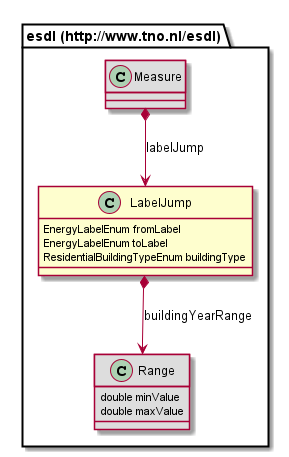 esdl (http://www.tno.nl/esdl)
C Measure
labelJump
C LabelJump
EnergyLabelEnum fromLabel
EnergyLabelEnum toLabel
ResidentialBuildingTypeEnum buildingType
buildingYearRange
C Range
double minValue
double maxValue